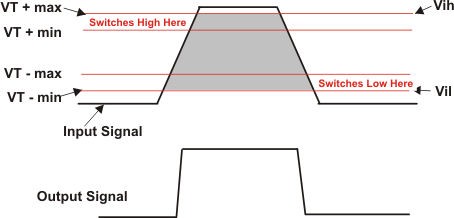 VT + max
Vih
Switches High Here
VT + min
VT - max
Switches Low Here
VT - min
Vil
Input Signal
Output Signal